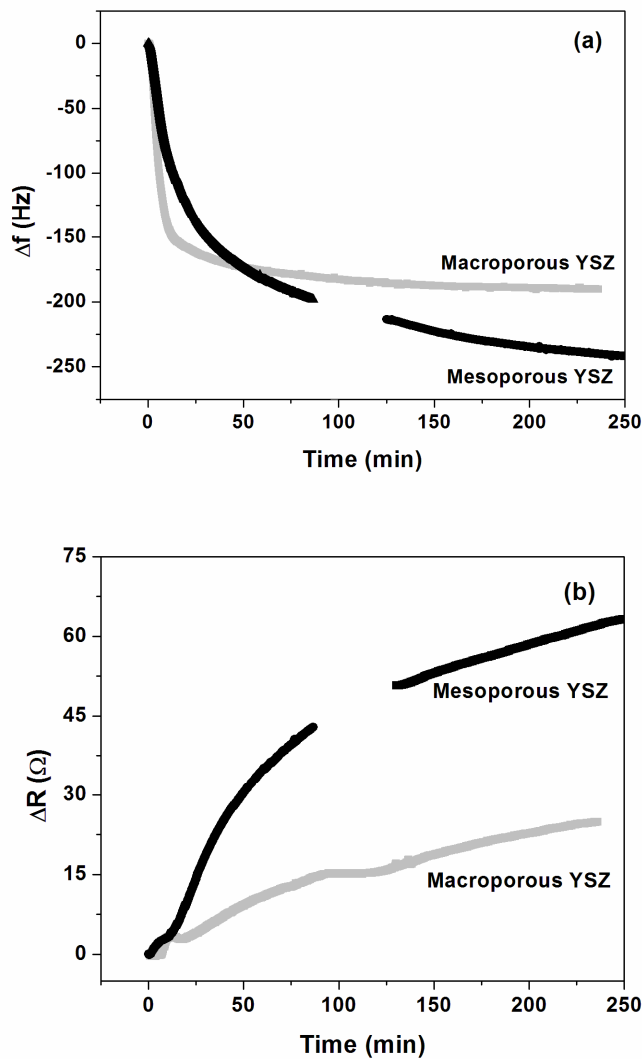 (a)
0
-50
-100
-150
-200
-250
Δf (Hz)
Macroporous YSZ
Mesoporous YSZ
0 50 100 150 200 250
Time (min)
(b)
75
60
45
30
15
0
ΔR (Ω)
Mesoporous YSZ
Macroporous YSZ
0 50 100 150 200 250
Time (min)